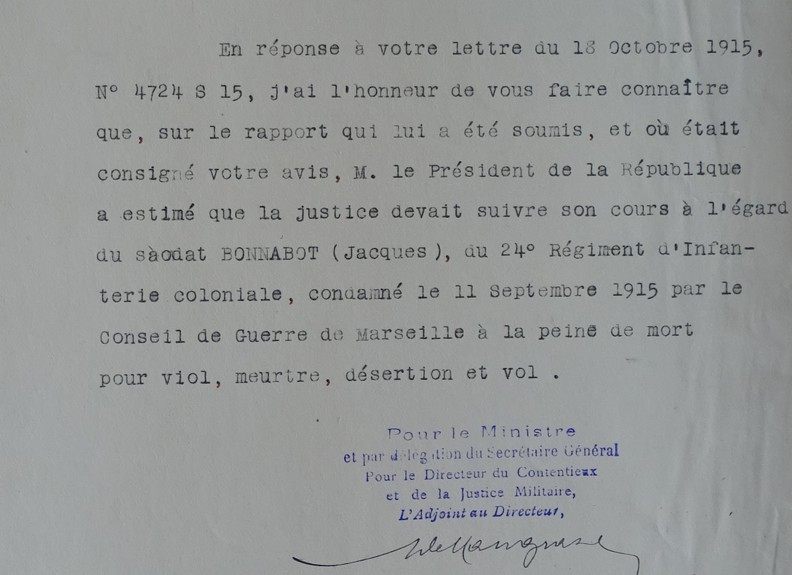 En réponse à votre lettre du 18 Octobre 1915,
N° 4724 S 15, j'ai l'honneur de vous faire connaître
que, sur le rapport qui lui a été soumis, et où était
consigné votre avis, M. le Président de la République
a estimé que la justice devait suivre son cours à l'égard
du sàodat BONNABOT (Jacques), du 24° Régiment d'Infan-
terie coloniale, condamné le 11 Septembre 1915 par le
Conseil de Guerre de Marseille à la peine de mort
pour viol, meurtre, désertion et vol .
Pour le Ministre
et par délégation du Secrétaire Général
Pour le Directeur du Contentieux
et de la Justice Militaire,
L'Adjoint au Directeur,